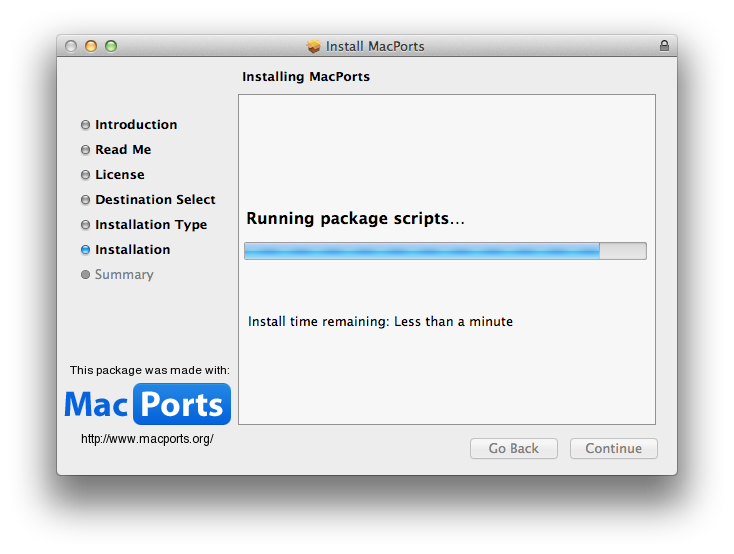 Install MacPorts
Installing MacPorts
Introduction
Read Me
License
Destination Select
Installation Type
Installation
Summary
Running package scripts...
Install time remaining: Less than a minute
This package was made with:
MacPorts
http://www.macports.org/
Go Back
Continue